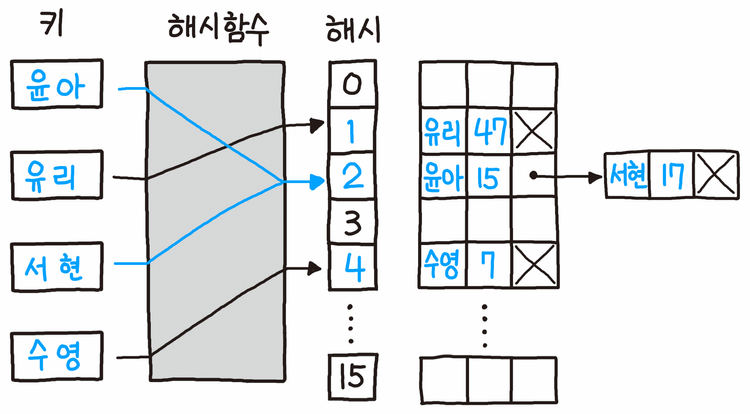 키 해시함수 해시
윤아 0
유리 1 유리 47
2 윤아 15 서현 17
서현 3
4 수영 7
수영
15